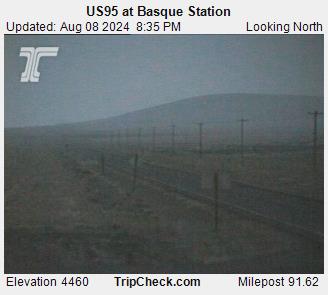 US95 at Basque Station
Updated: Aug 08 2024 8:35 PM Looking North
Elevation 4460 TripCheck.com Milepost 91.62